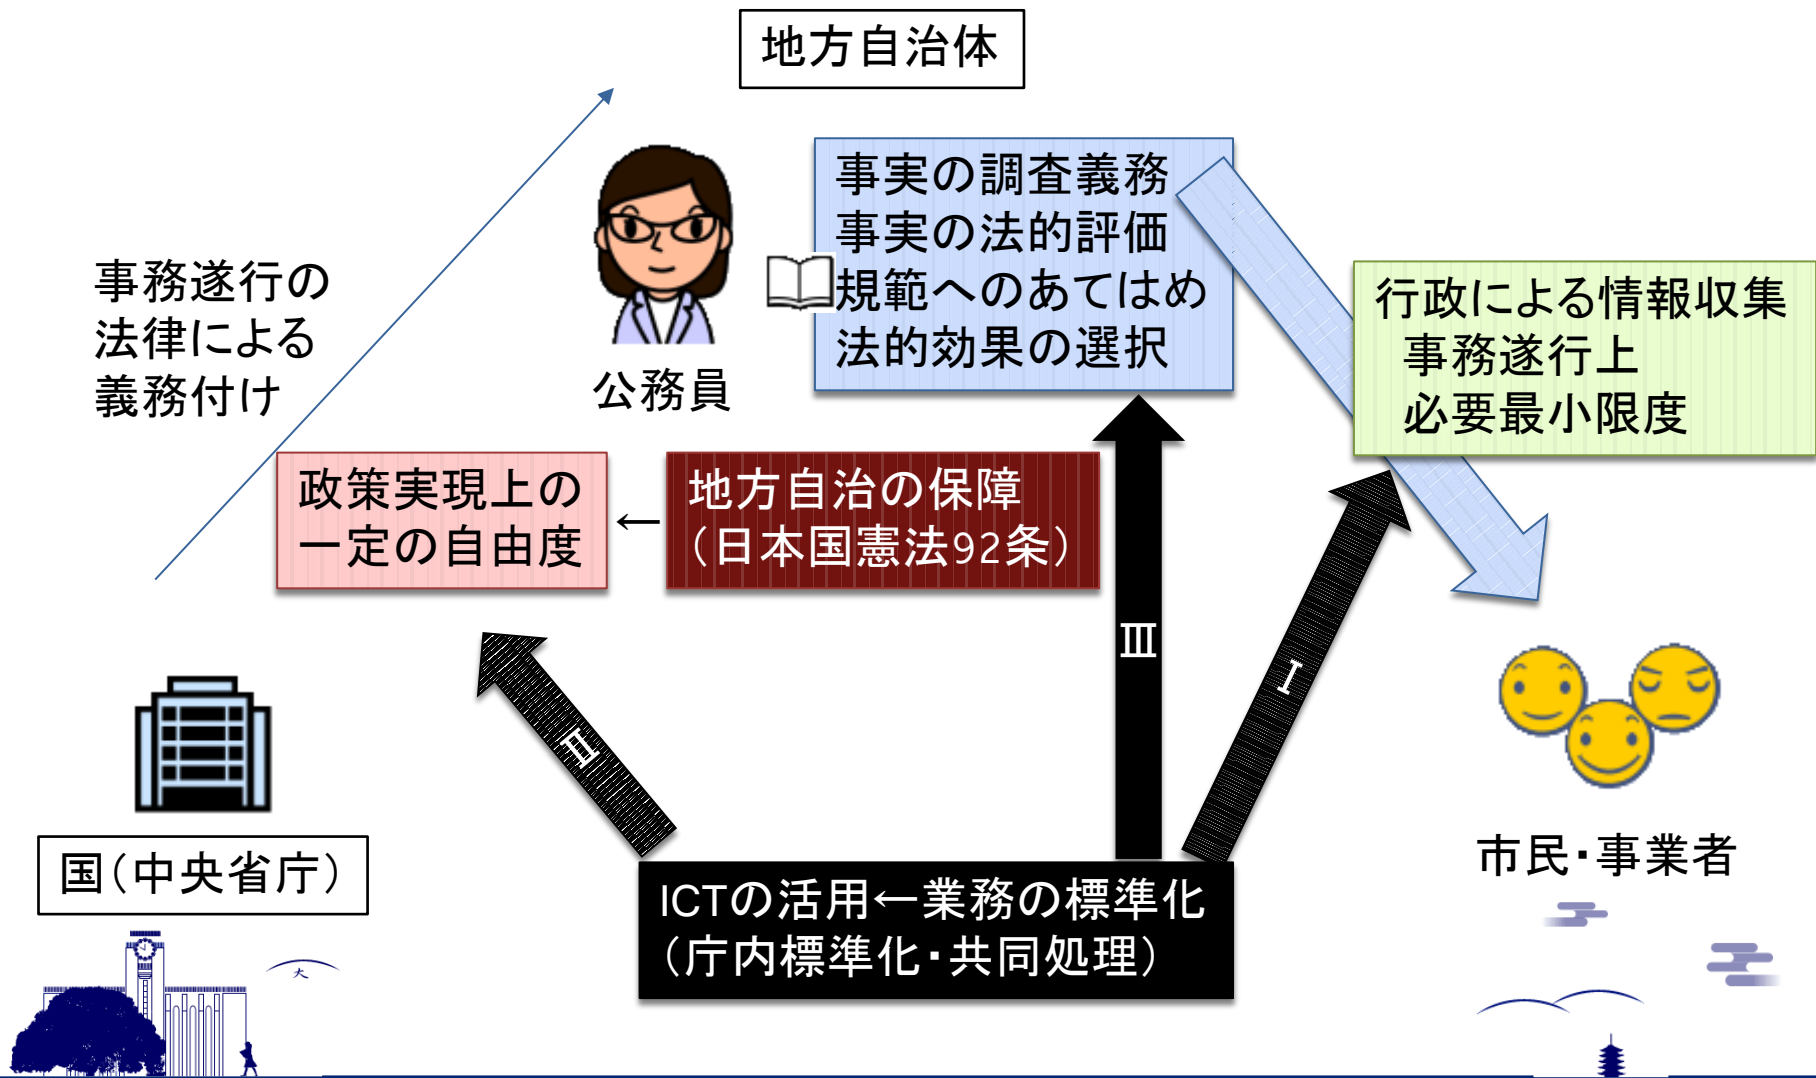 地方自治体
事実の調査義務
事実の法的評価
規範へのあてはめ
法的効果の選択
事務遂行の
法律による
義務付け
公務員
行政による情報収集
事務遂行上
必要最小限度
政策実現上の
一定の自由度
←
地方自治の保障
（日本国憲法92条）
Ⅲ
Ⅰ
Ⅱ
国（中央省庁）
市民・事業者
ICTの活用←業務の標準化
（庁内標準化・共同処理）
大